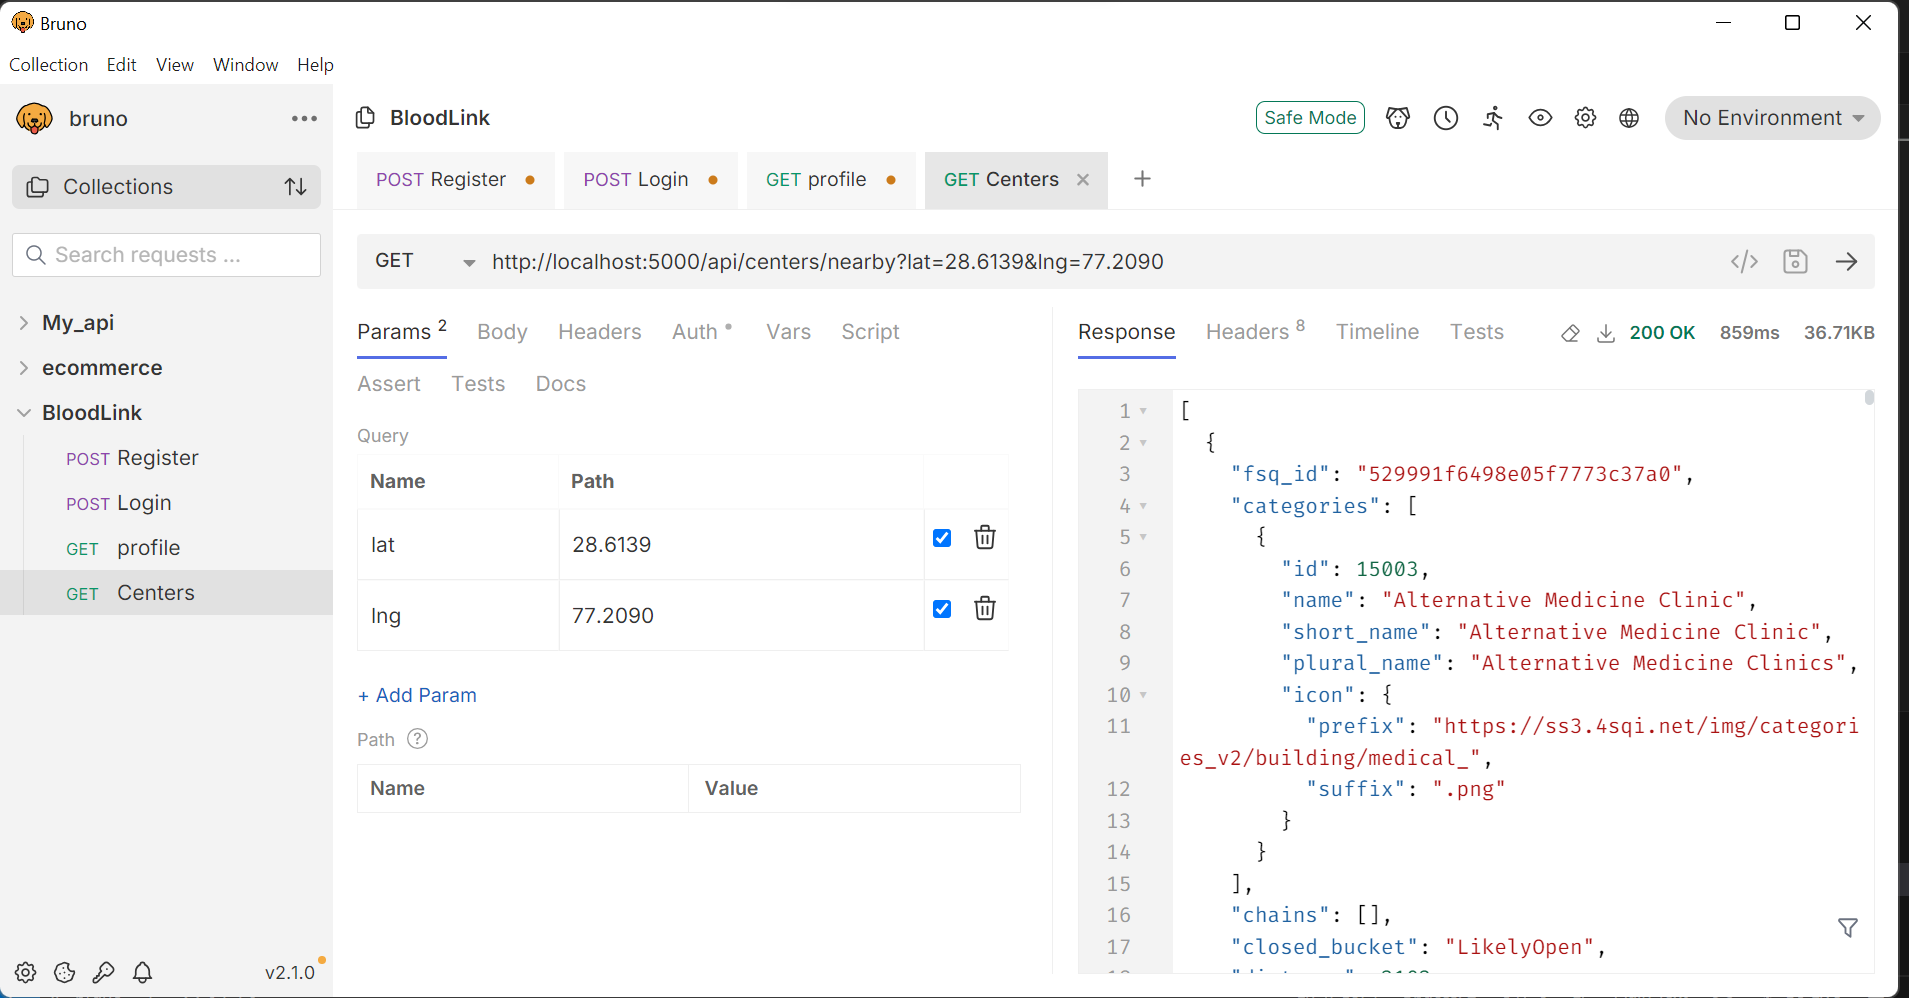 Bruno
Collection Edit View Window Help
bruno
BloodLink
Safe Mode
No Environment
Collections
POST Register
POST Login
GET profile
GET Centers
Search requests ...
GET
http://localhost:5000/api/centers/nearby?lat=28.6139&lng=77.2090
My_api
ecommerce
BloodLink
POST Register
POST Login
GET profile
GET Centers
Params 2 Body Headers Auth Vars Script
Assert Tests Docs
Query
Name Path
lat 28.6139
lng 77.2090
+ Add Param
Path ?
Name Value
Response Headers 8 Timeline Tests 200 OK 859ms 36.71KB
1 [
2 {
3 "fsq_id": "529991f6498e05f7773c37a0",
4 "categories": [
5 {
6 "id": 15003,
7 "name": "Alternative Medicine Clinic",
8 "short_name": "Alternative Medicine Clinic",
9 "plural_name": "Alternative Medicine Clinics",
10 "icon": {
11 "prefix": "https://ss3.4sqi.net/img/categori
es_v2/building/medical_",
12 "suffix": ".png"
13 }
14 }
15 ],
16 "chains": [],
17 "closed_bucket": "LikelyOpen",
v2.1.0